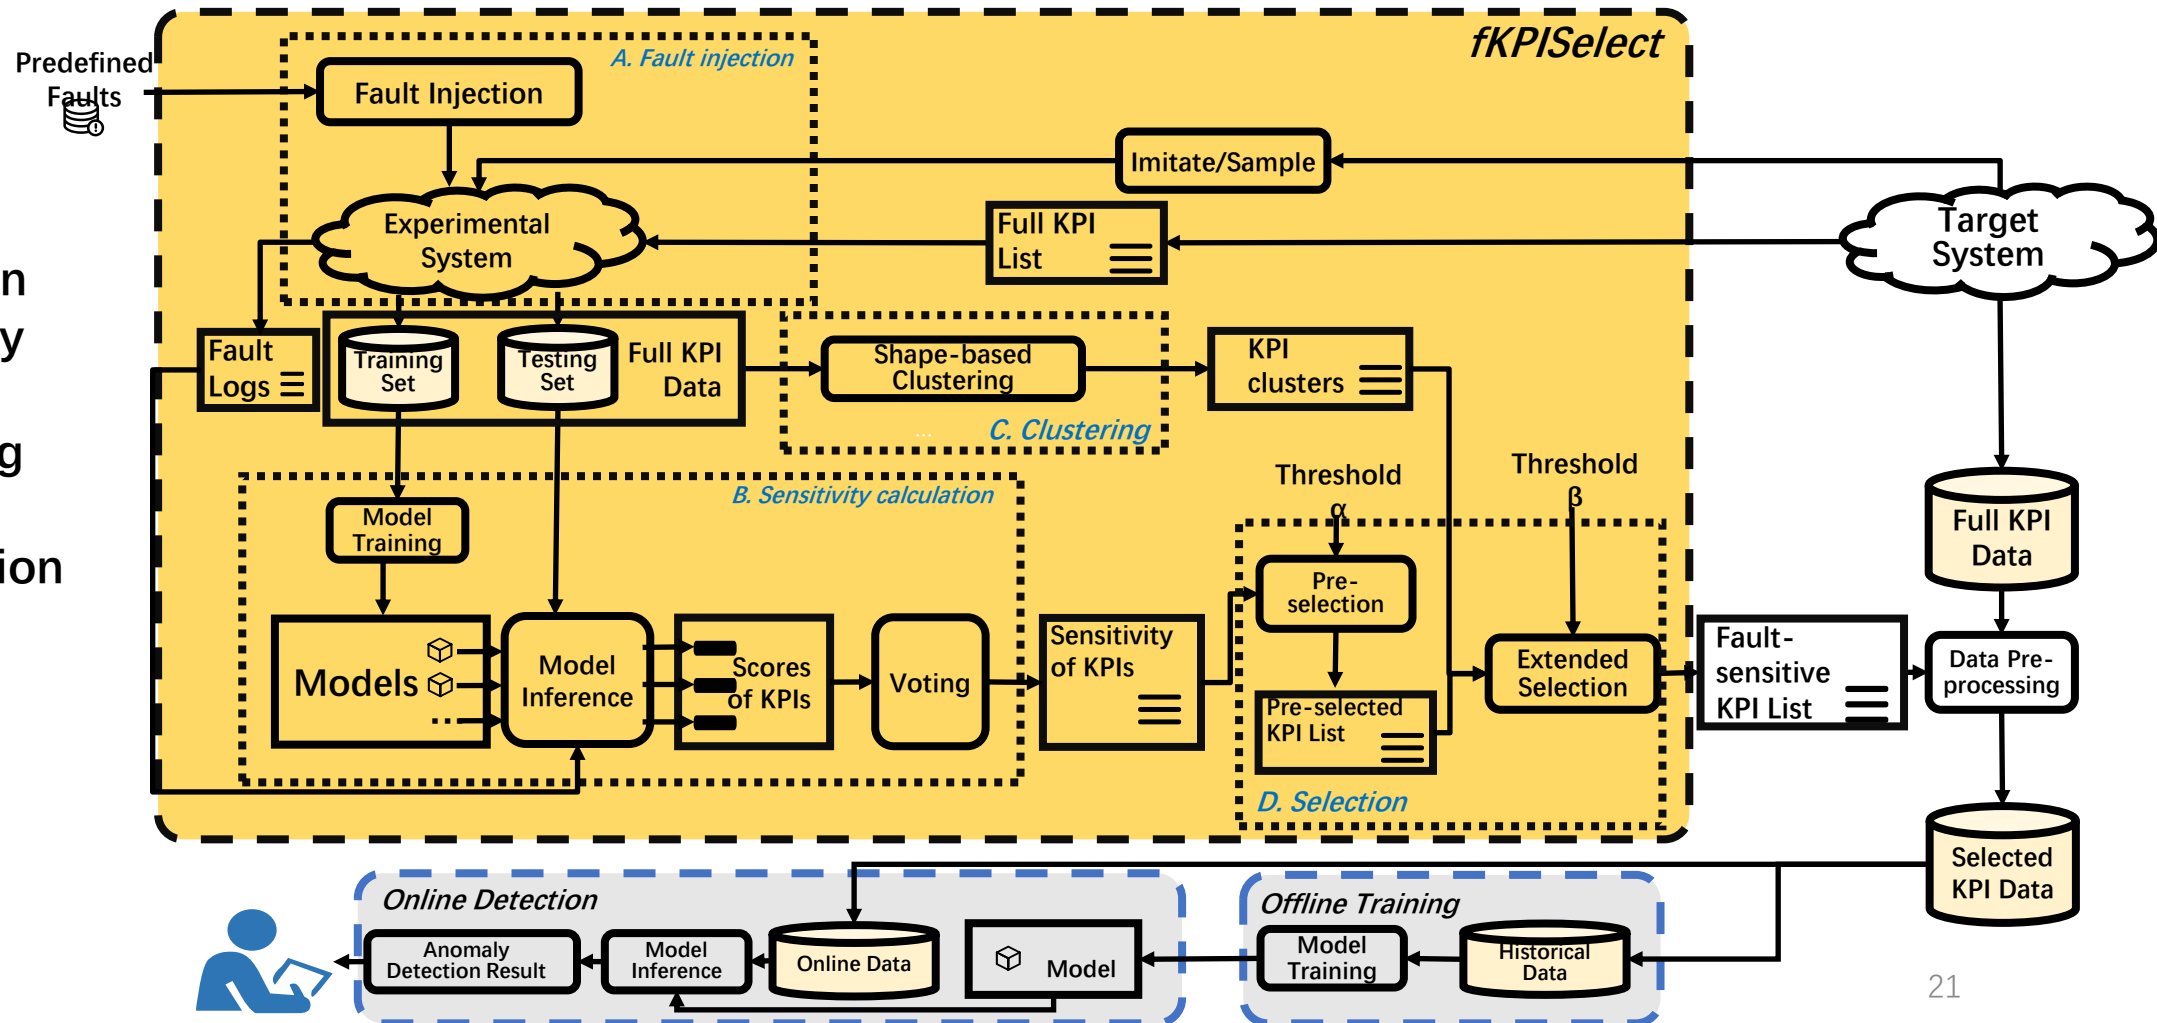 fKPISelect
Predefined
Faults
A. Fault injection
Fault Injection
Imitate/Sample
Experimental
System
Full KPI
List
Target
System
n
y
g
ion
Fault
Logs
Training
Set
Testing
Set
Full KPI
Data
Shape-based
Clustering
...
C. Clustering
KPI
clusters
B. Sensitivity calculation
Model
Training
Models
...
Model
Inference
Scores
of KPIs
Voting
Sensitivity
of KPIs
Threshold
α
Threshold
β
Pre-
selection
Pre-selected
KPI List
Extended
Selection
D. Selection
Fault-
sensitive
KPI List
Full KPI
Data
Data Pre-
processing
Selected
KPI Data
Online Detection
Anomaly
Detection Result
Model
Inference
Online Data
Model
Offline Training
Model
Training
Historical
Data
21